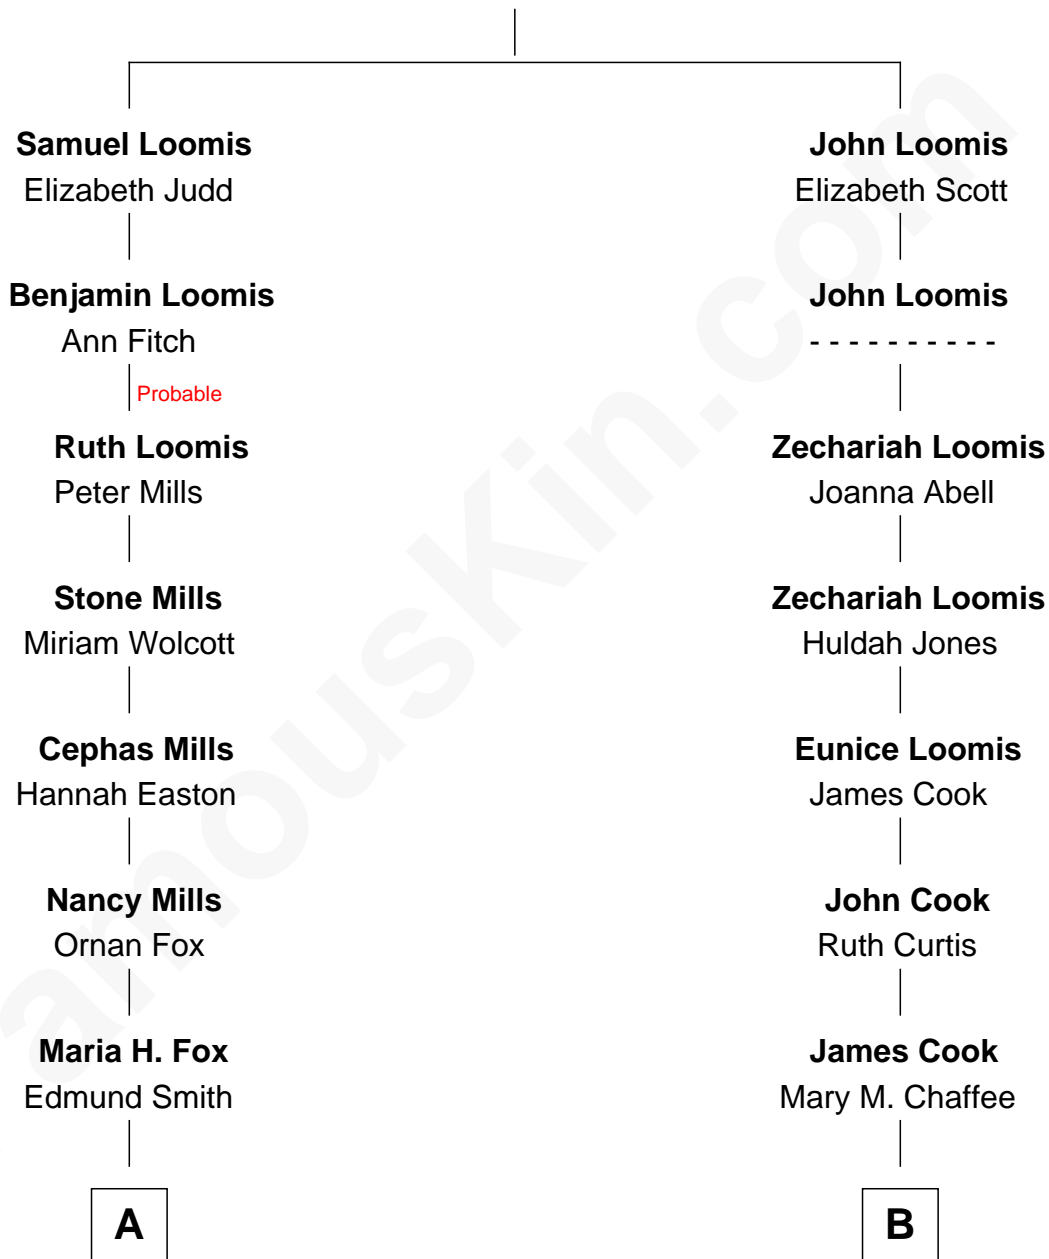 Samuel Loomis
Elizabeth Judd
Benjamin Loomis
Ann Fitch
Probable
Ruth Loomis
Peter Mills
Stone Mills
Miriam Wolcott
Cephas Mills
Hannah Easton
Nancy Mills
Ornan Fox
Maria H. Fox
Edmund Smith
A
John Loomis
Elizabeth Scott
John Loomis
- - - - - - - - - -
Zechariah Loomis
Joanna Abell
Zechariah Loomis
Huldah Jones
Eunice Loomis
James Cook
John Cook
Ruth Curtis
James Cook
Mary M. Chaffee
B
amouskin.com